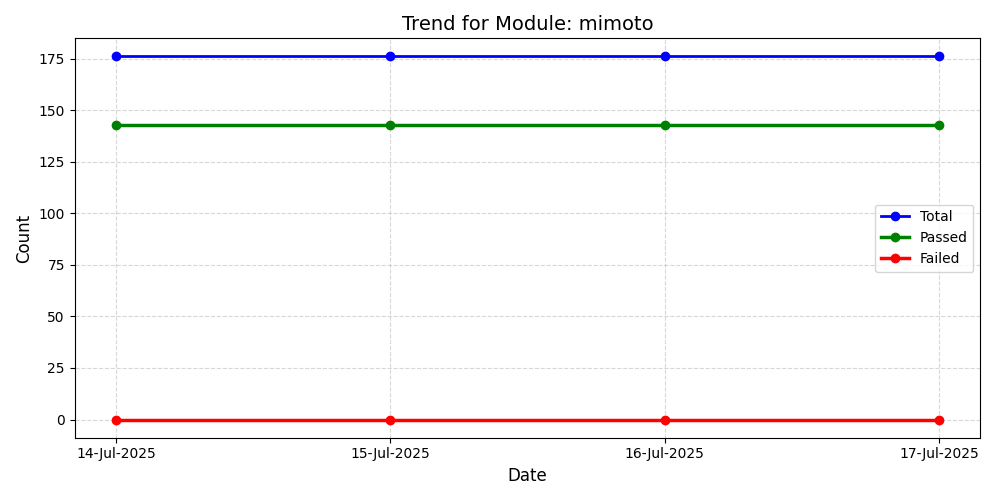 Trend for Module: mimoto
Count
175
150
125
100
75
50
25
0
Total
Passed
Failed
14-Jul-2025
15-Jul-2025
16-Jul-2025
17-Jul-2025
Date